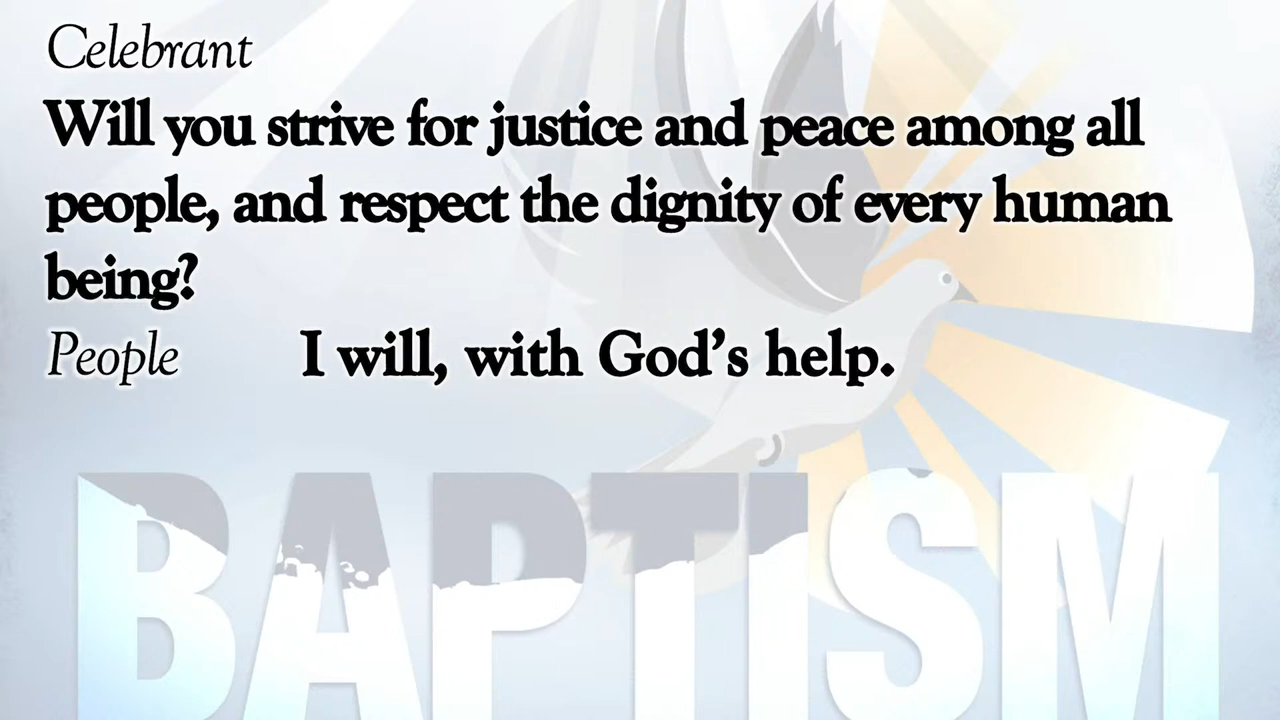 Celebrant
Will you strive for justice and peace among all
people, and respect the dignity of every human
being?
People I will, with God’s help.
BAPTISM